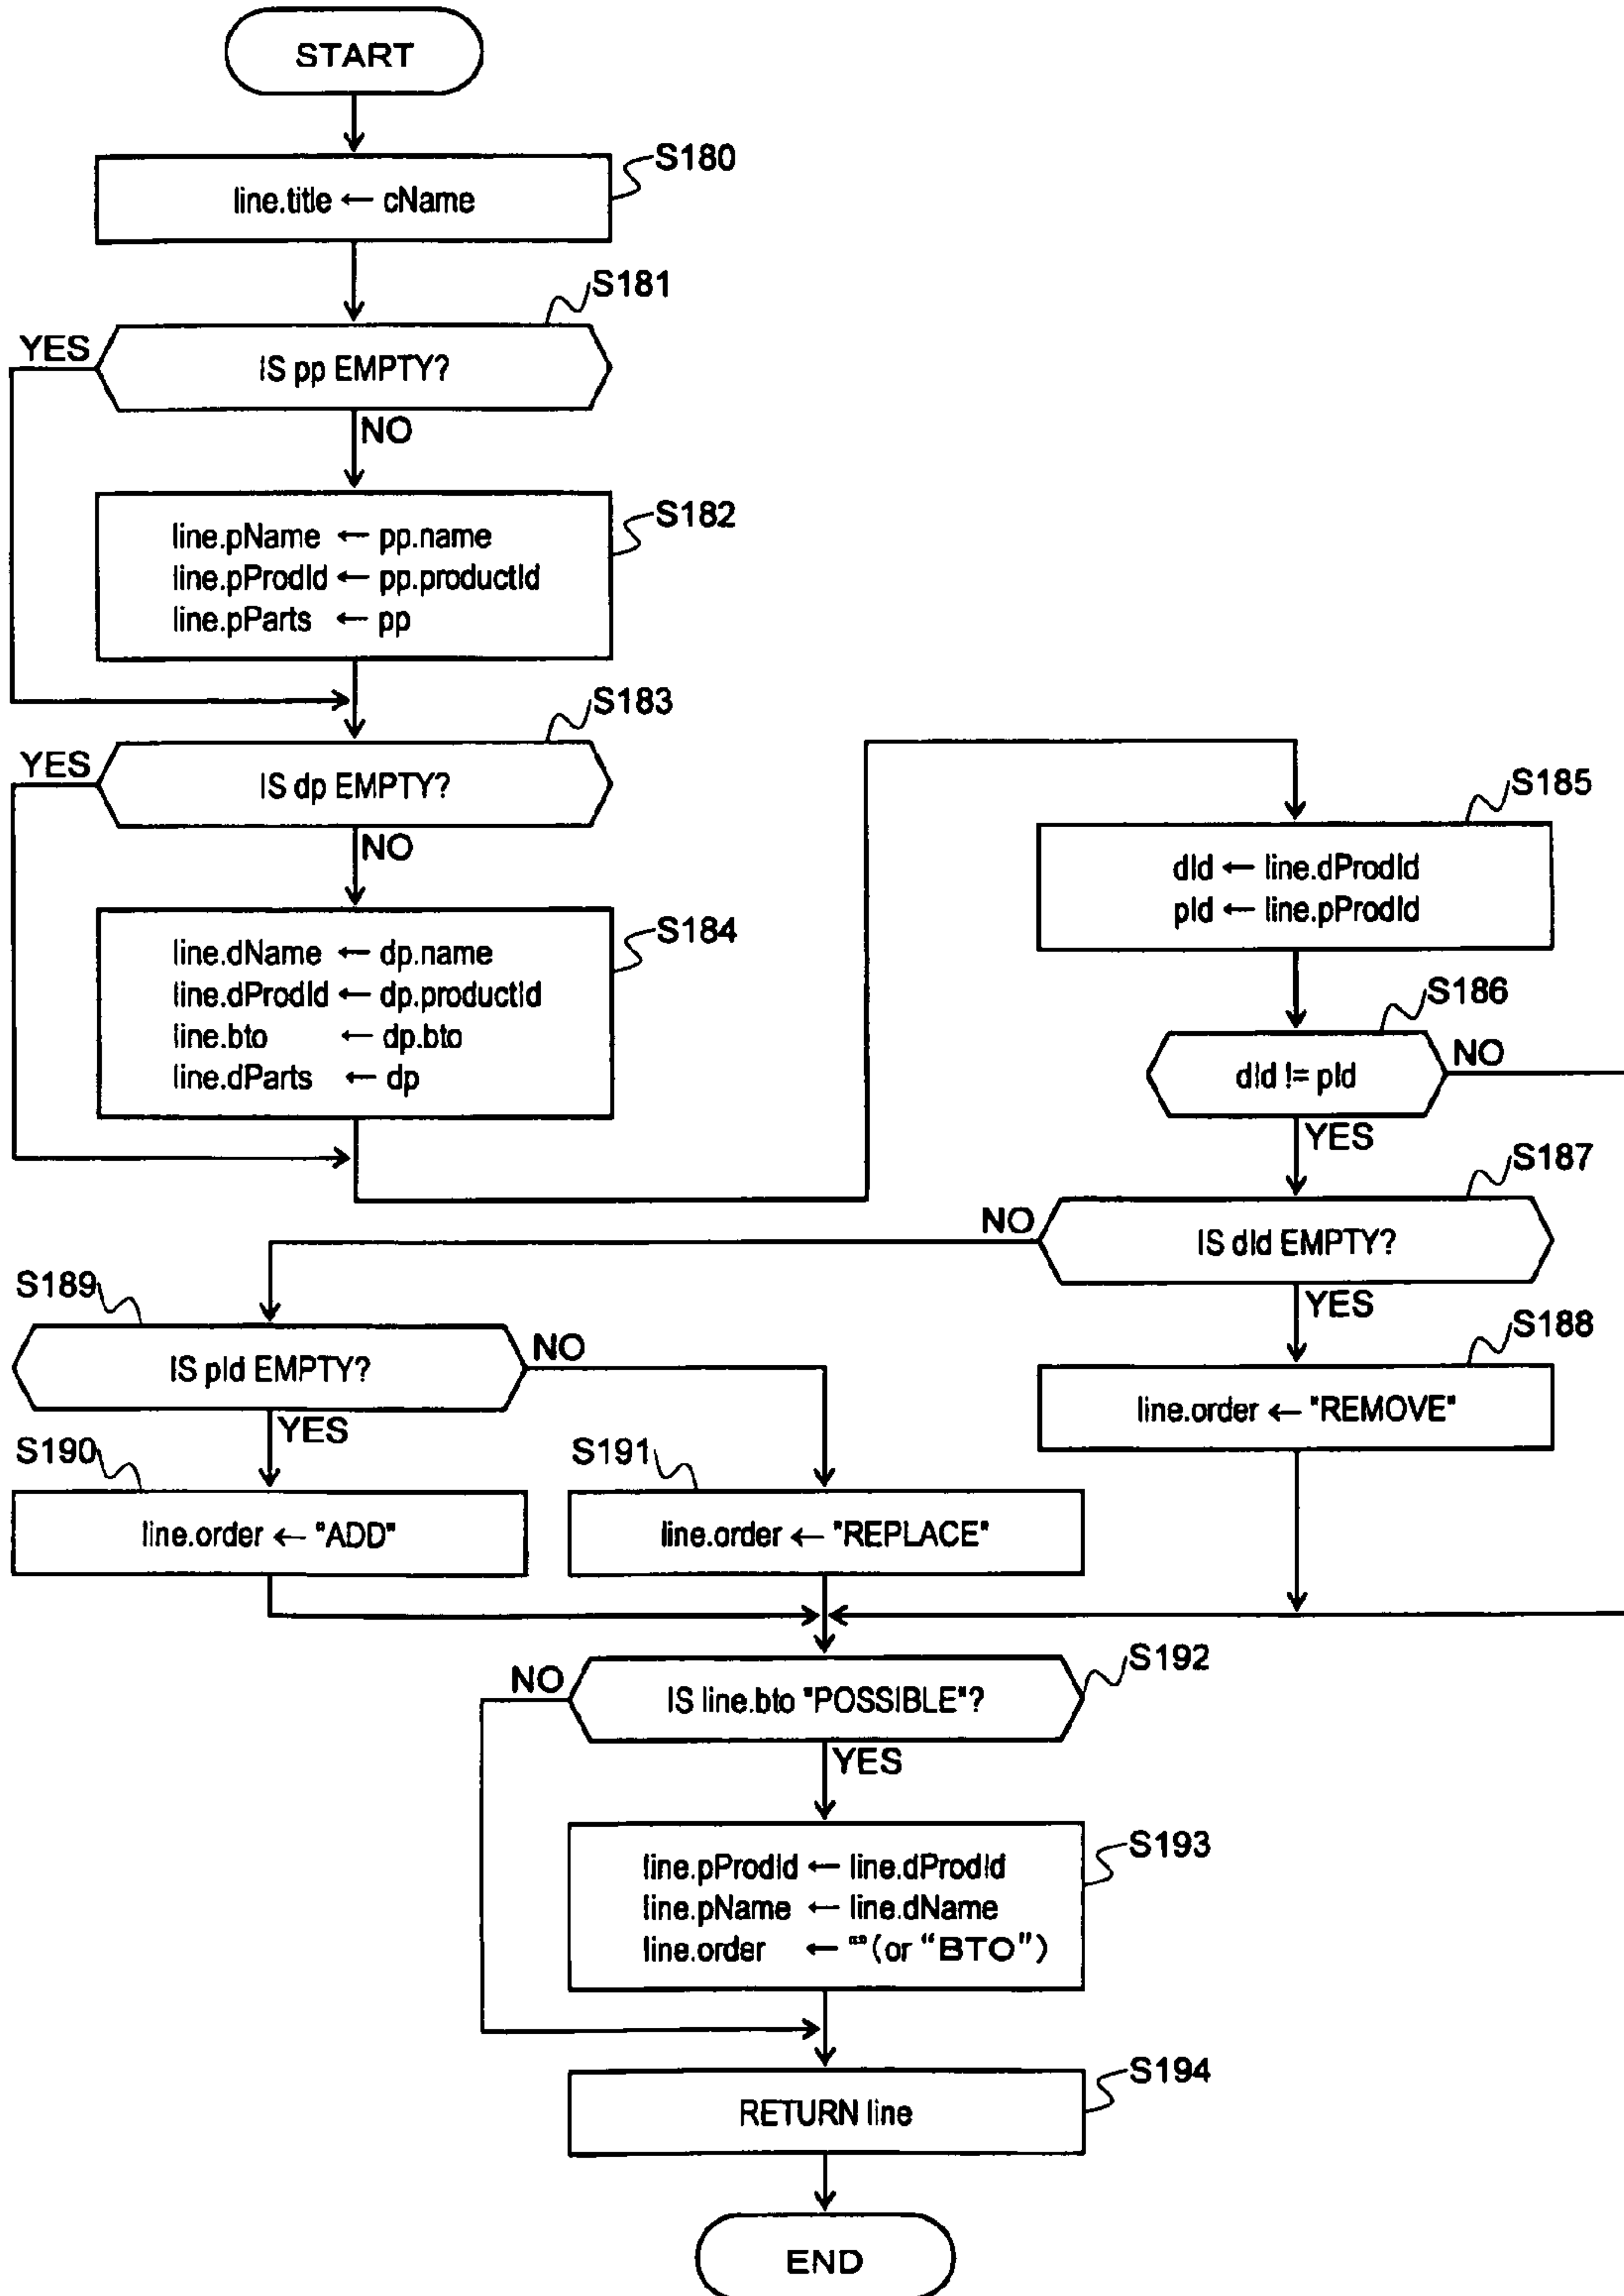 START
S180
line.title ← cName
S181
YES
IS pp EMPTY?
NO
S182
line.pName ← pp.name
line.pProdId ← pp.productId
line.pParts ← pp
S183
YES
IS dp EMPTY?
NO
S184
line.dName ← dp.name
line.dProdId ← dp.productId
line.bto ← dp.bto
line.dParts ← dp
S185
dId ← line.dProdId
pId ← line.pProdId
S186
dId != pId
NO
YES
S187
NO
IS dId EMPTY?
YES
S188
line.order ← "REMOVE"
S189
IS pId EMPTY?
NO
YES
S190
line.order ← "ADD"
S191
line.order ← "REPLACE"
S192
NO
IS line.bto "POSSIBLE"?
YES
S193
line.pProdId ← line.dProdId
line.pName ← line.dName
line.order ← ""(or "BTO")
S194
RETURN line
END